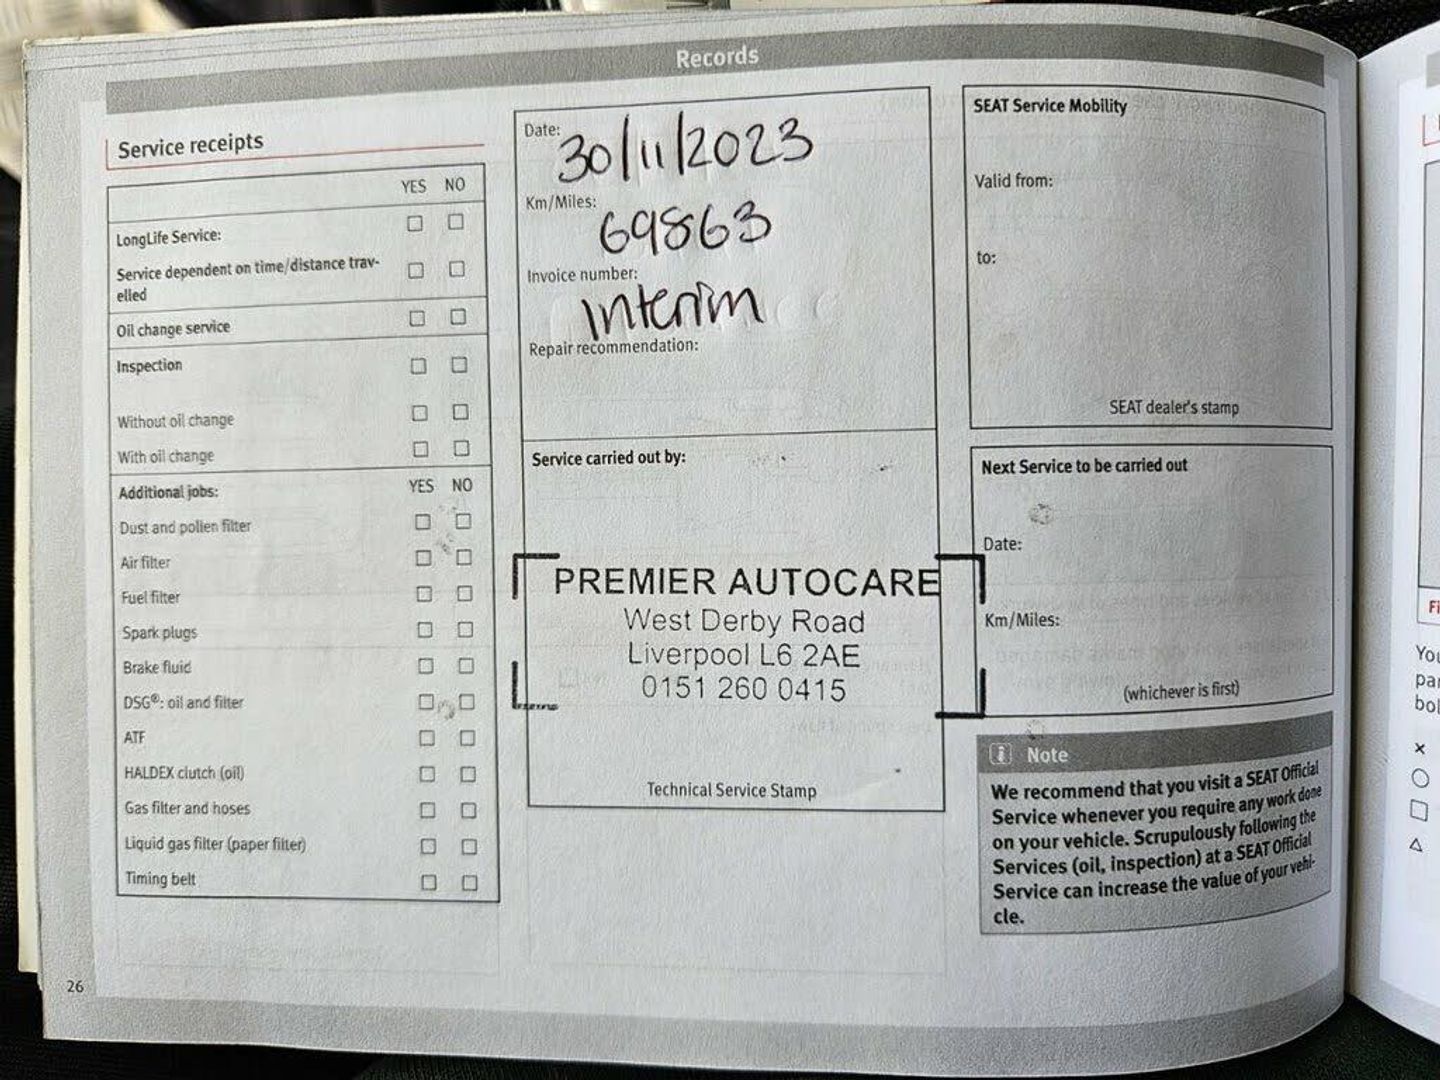 Records
Service receipts
YES NO
LongLife Service:
Service dependent on time/distance trav-
elled
Oil change service
Inspection
Without oil change
With oil change
Additional jobs: YES NO
Dust and pollen filter
Air filter
Fuel filter
Spark plugs
Brake fluid
DSG®: oil and filter
ATF
HALDEX clutch (oil)
Gas filter and hoses
Liquid gas filter (paper filter)
Timing belt
26
Date: 30/11/2023
Km/Miles:
69863
Invoice number:
Interim
Repair recommendation:
Service carried out by:
PREMIER AUTOCARE
West Derby Road
Liverpool L6 2AE
0151 260 0415
Technical Service Stamp
SEAT Service Mobility
Valid from:
to:
SEAT dealer's stamp
Next Service to be carried out
Date:
Km/Miles:
(whichever is first)
Note
We recommend that you visit a SEAT Official
Service whenever you require any work done
on your vehicle. Scrupulously following the
Services (oil, inspection) at a SEAT Official
Service can increase the value of your vehi-
cle.